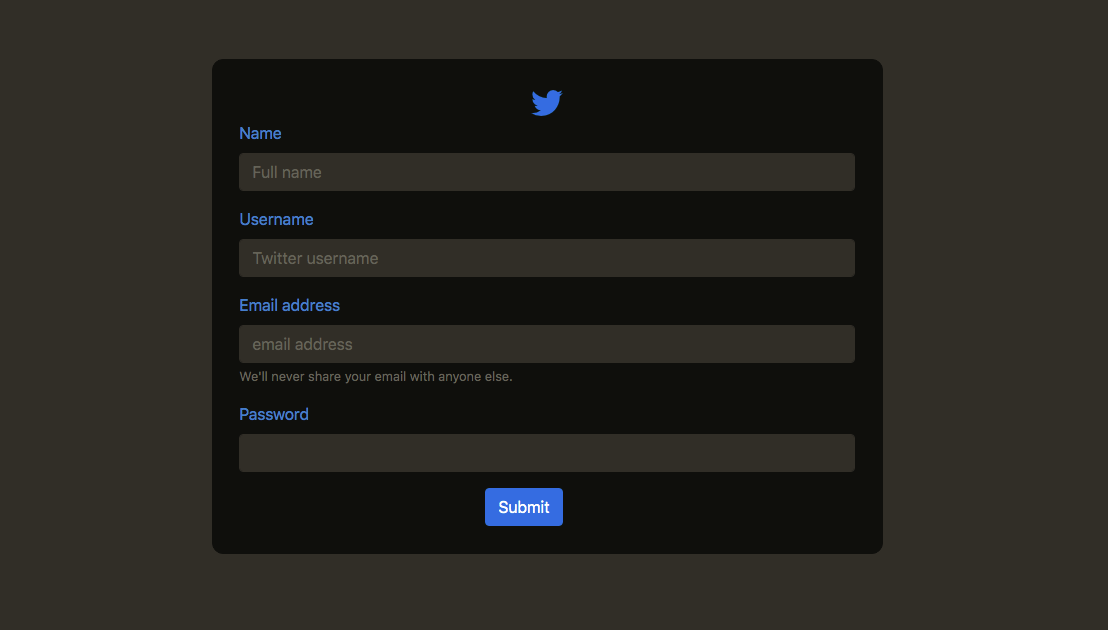 Name
Full name
Username
Twitter username
Email address
email address
We'll never share your email with anyone else.
Password
Submit